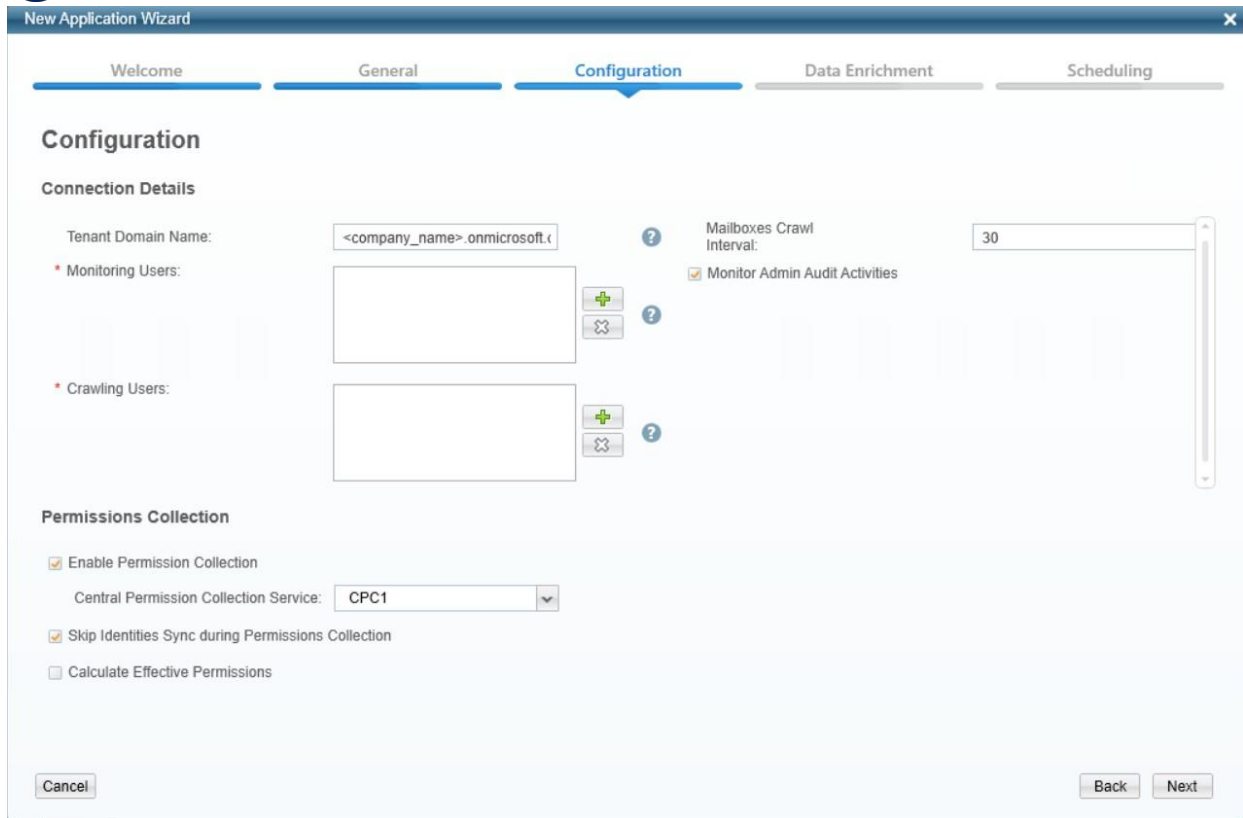 New Application Wizard
Welcome
General
Configuration
Data Enrichment
Scheduling
Configuration
Connection Details
Tenant Domain Name:
<company_name>.onmicrosoft.
Mailboxes Crawl
Interval:
30
* Monitoring Users:
Monitor Admin Audit Activities
* Crawling Users:
Permissions Collection
Enable Permission Collection
Central Permission Collection Service:
CPC1
Skip Identities Sync during Permissions Collection
Calculate Effective Permissions
Cancel
Back
Next